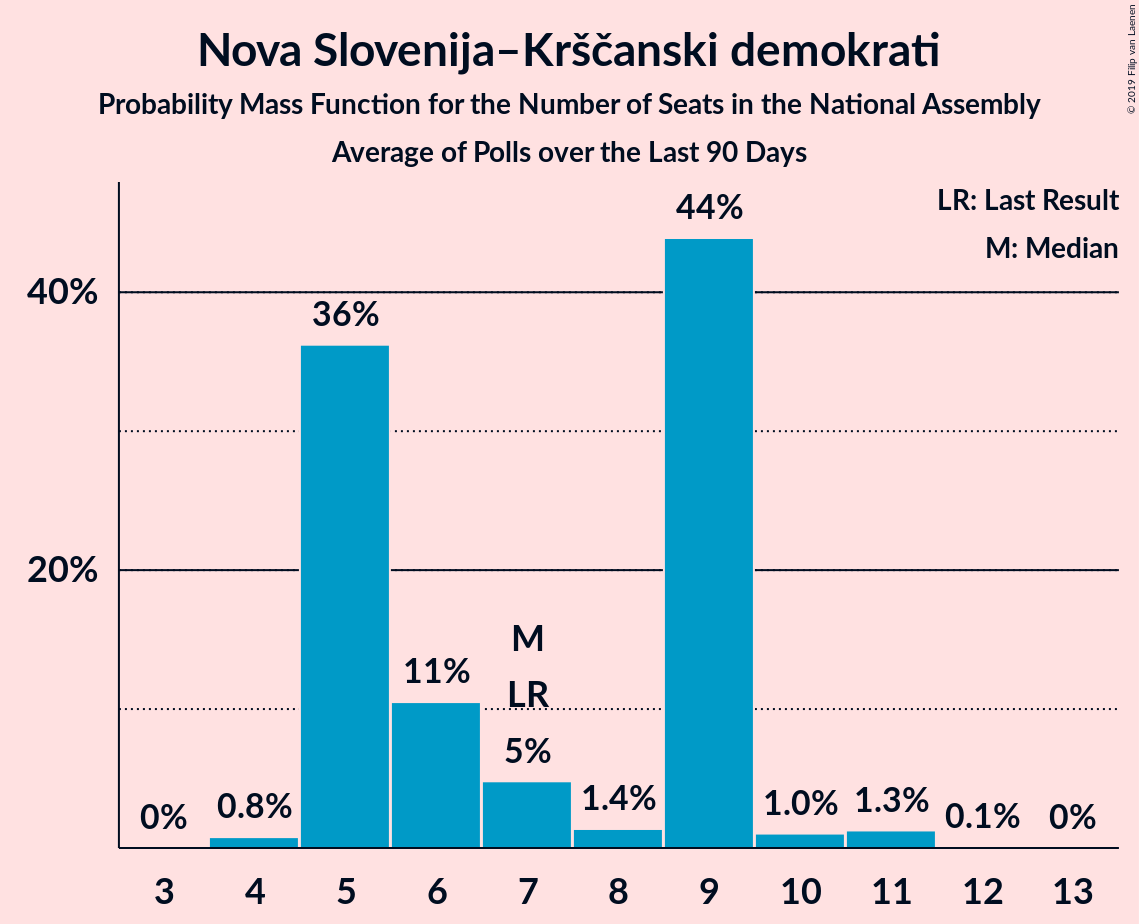 Nova Slovenija–Krščanski demokrati
Probability Mass Function for the Number of Seats in the National Assembly
Average of Polls over the Last 90 Days
© 2019 Filip van Laenen
LR: Last Result
M: Median
40%
20%
0%
0.8%
36%
11%
M
LR
5%
1.4%
44%
1.0%
1.3%
0.1%
0%
3 4 5 6 7 8 9 10 11 12 13